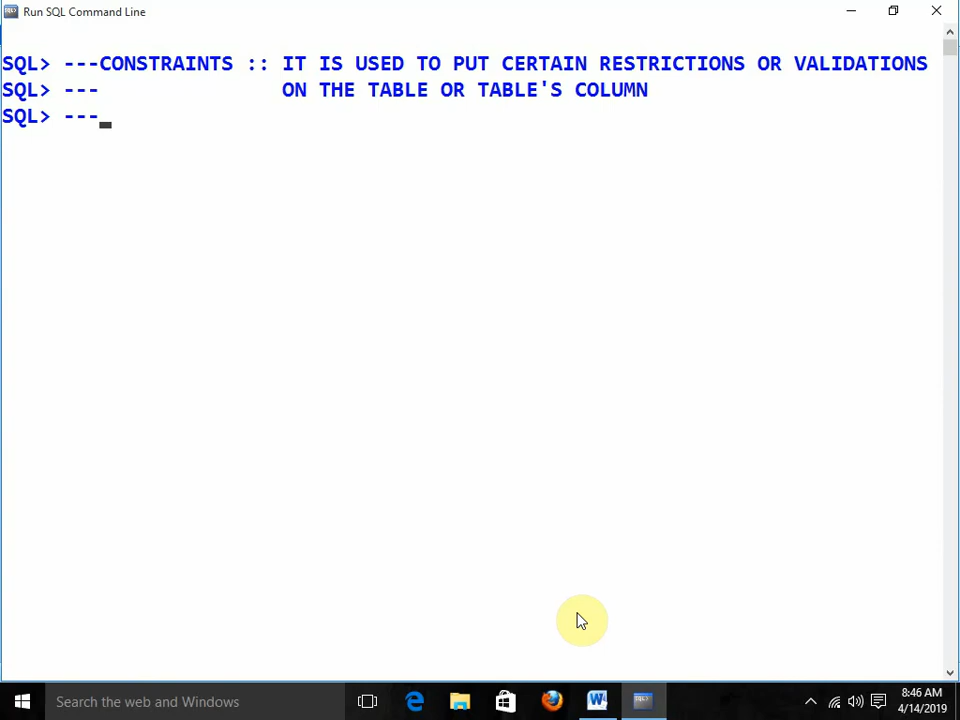 Run SQL Command Line
SQL> ---CONSTRAINTS :: IT IS USED TO PUT CERTAIN RESTRICTIONS OR VALIDATIONS
SQL> --- ON THE TABLE OR TABLE'S COLUMN
SQL> ---
Search the web and Windows
8:46 AM
4/14/2019